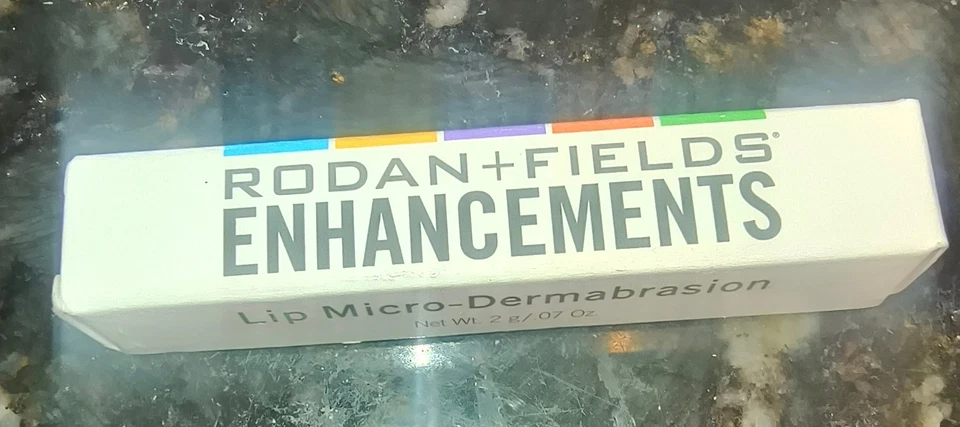 RODAN+FIELDS®
ENHANCEMENTS
Lip Micro-Dermabrasion
Net Wt. 2 g/.07 Oz.